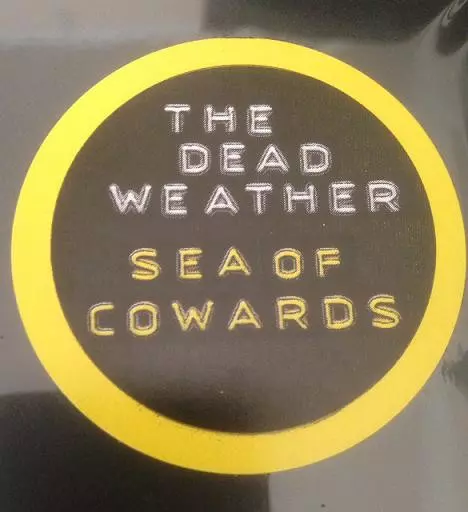 THE
DEAD
WEATHER
SEA OF
COWARDS